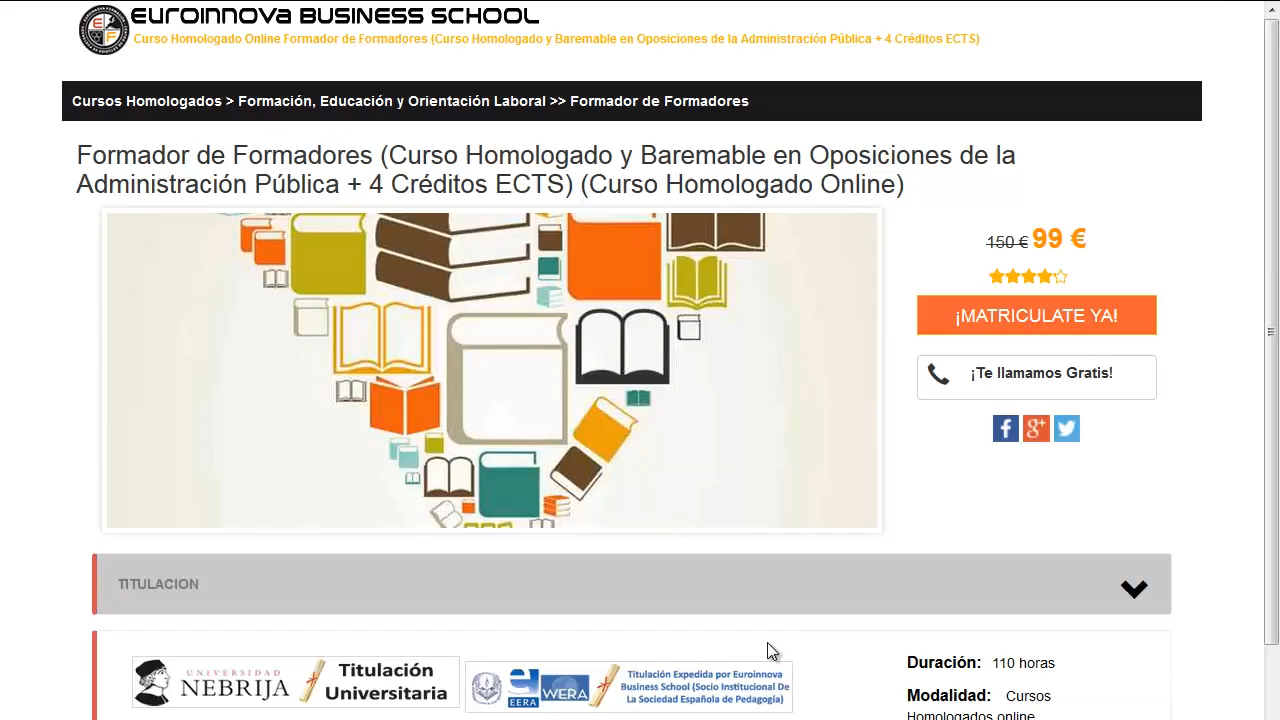 EUROINNOVA BUSINESS SCHOOL
Curso Homologado Online Formador de Formadores (Curso Homologado y Baremable en Oposiciones de la Administración Pública + 4 Créditos ECTS)
Cursos Homologados > Formación, Educación y Orientación Laboral >> Formador de Formadores
Formador de Formadores (Curso Homologado y Baremable en Oposiciones de la
Administración Pública + 4 Créditos ECTS) (Curso Homologado Online)
150 € 99 €
¡MATRICULATE YA!
¡Te llamamos Gratis!
TITULACION
UNIVERSIDAD
NEBRIJA
Titulación
Universitaria
EERA
WERA
Titulación Expedida por Euroinnova
Business School (Socio Institucional De
La Sociedad Española de Pedagogía)
Duración: 110 horas
Modalidad: Cursos
Homologados online